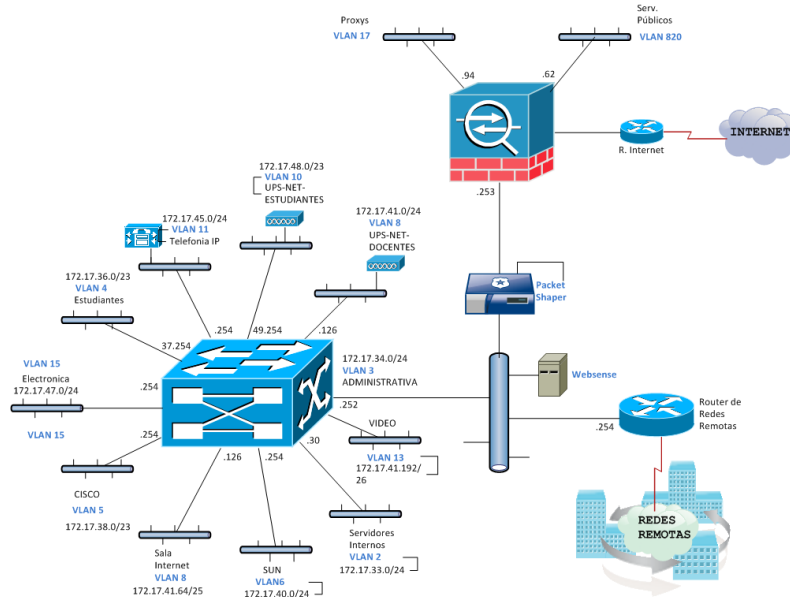 Proxys
VLAN 17
Serv.
Públicos
VLAN 820
.94
.62
INTERNET
R. Internet
.253
172.17.48.0/23
VLAN 10
UPS-NET-
ESTUDIANTES
172.17.45.0/24
VLAN 11
Telefonia IP
172.17.41.0/24
VLAN 8
UPS-NET-
DOCENTES
172.17.36.0/23
VLAN 4
Estudiantes
Packet
Shaper
37.254
.254
49.254
.126
172.17.34.0/24
VLAN 3
ADMINISTRATIVA
Websense
VLAN 15
Electronica
172.17.47.0/24
.254
.252
Router de
Redes
Remotas
.254
VLAN 15
.254
.126
.254
.30
VIDEO
VLAN 13
172.17.41.192/
26
CISCO
VLAN 5
172.17.38.0/23
Sala
Internet
VLAN 8
172.17.41.64/25
SUN
VLAN6
172.17.40.0/24
Servidores
Internos
VLAN 2
172.17.33.0/24
REDES
REMOTAS